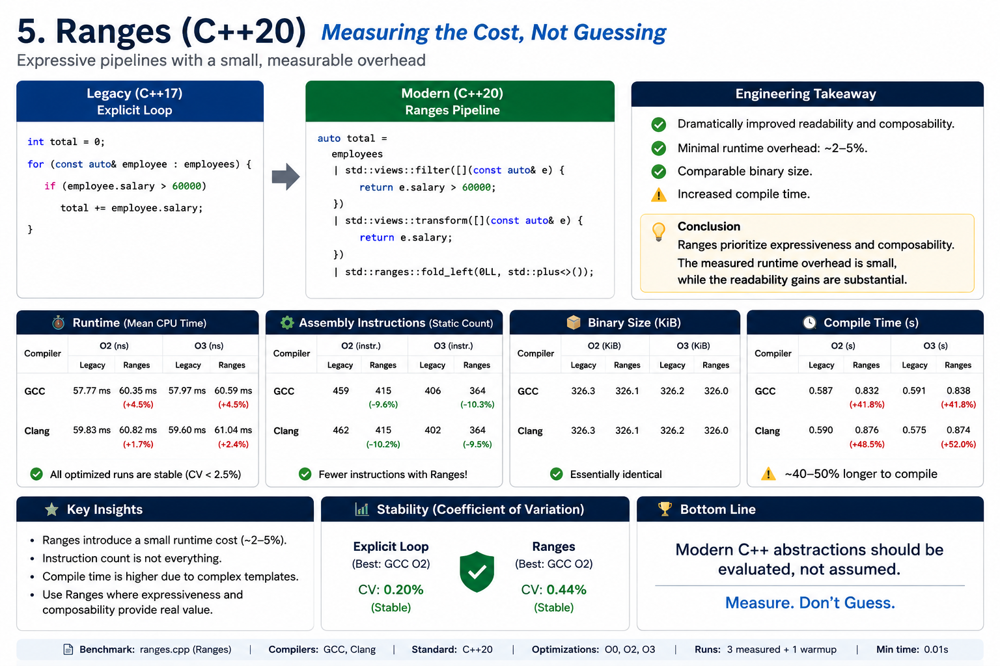 5. Ranges (C++20) Measuring the Cost, Not Guessing
Expressive pipelines with a small, measurable overhead
Legacy (C++17)
Explicit Loop
int total = 0;
for (const auto& employee : employees) {
if (employee.salary > 60000)
total += employee.salary;
}
Modern (C++20)
Ranges Pipeline
auto total =
employees
| std::views::filter([](const auto& e) {
return e.salary > 60000;
})
| std::views::transform([](const auto& e) {
return e.salary;
})
| std::ranges::fold_left(0LL, std::plus<>());
Engineering Takeaway
Dramatically improved readability and composability.
Minimal runtime overhead: ~2–5%.
Comparable binary size.
Increased compile time.
Conclusion
Ranges prioritize expressiveness and composability.
The measured runtime overhead is small,
while the readability gains are substantial.
Runtime (Mean CPU Time)
Compiler O2 (ns) O3 (ns)
Legacy Ranges Legacy Ranges
GCC 57.77 ms 60.35 ms 57.97 ms 60.59 ms
(+4.5%) (+4.5%)
Clang 59.83 ms 60.82 ms 59.60 ms 61.04 ms
(+1.7%) (+2.4%)
All optimized runs are stable (CV < 2.5%)
Assembly Instructions (Static Count)
Compiler O2 (instr.) O3 (instr.)
Legacy Ranges Legacy Ranges
GCC 459 415 406 364
(-9.6%) (-10.3%)
Clang 462 415 402 364
(-10.2%) (-9.5%)
Fewer instructions with Ranges!
Binary Size (KiB)
Compiler O2 (KiB) O3 (KiB)
Legacy Ranges Legacy Ranges
GCC 326.3 326.1 326.2 326.0
Clang 326.3 326.1 326.2 326.0
Essentially identical
Compile Time (s)
Compiler O2 (s) O3 (s)
Legacy Ranges Legacy Ranges
GCC 0.587 0.832 0.591 0.838
(+41.8%) (+41.8%)
Clang 0.590 0.876 0.575 0.874
(+48.5%) (+52.0%)
~40–50% longer to compile
Key Insights
• Ranges introduce a small runtime cost (~2–5%).
• Instruction count is not everything.
• Compile time is higher due to complex templates.
• Use Ranges where expressiveness and
composability provide real value.
Stability (Coefficient of Variation)
Explicit Loop
(Best: GCC O2)
CV: 0.20%
(Stable)
Ranges
(Best: GCC O2)
CV: 0.44%
(Stable)
Bottom Line
Modern C++ abstractions should be
evaluated, not assumed.
Measure. Don't Guess.
Benchmark: ranges.cpp (Ranges) | Compilers: GCC, Clang | Standard: C++20 | Optimizations: O0, O2, O3 | Runs: 3 measured + 1 warmup | Min time: 0.01s